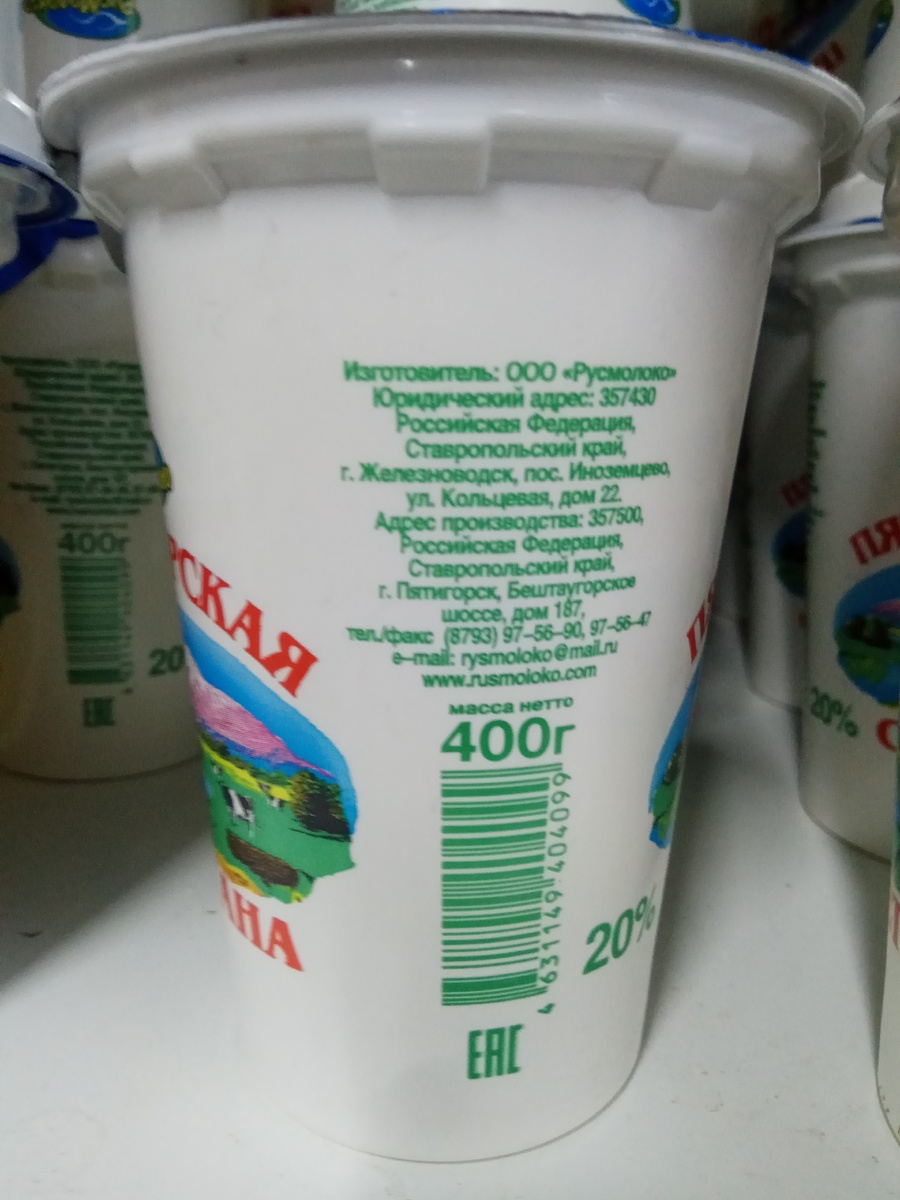 Изготовитель: ООО «Русмолоко»
Юридический адрес: 357430
Российская Федерация,
Ставропольский край,
г. Железноводск, пос. Иноземцево,
ул. Кольцевая, дом 22.
Адрес производства: 357500,
Российская Федерация,
Ставропольский край,
г. Пятигорск, Бештаугорское
шоссе, дом 187,
тел./факс (8793) 97-56-90, 97-56-47
e-mail: rysmoloko@mail.ru
www.rusmoloko.com
масса нетто
400г
4 631149 404099
ЕАС
20%
РСКАЯ
АНА
400г
20
ЕАС
20%